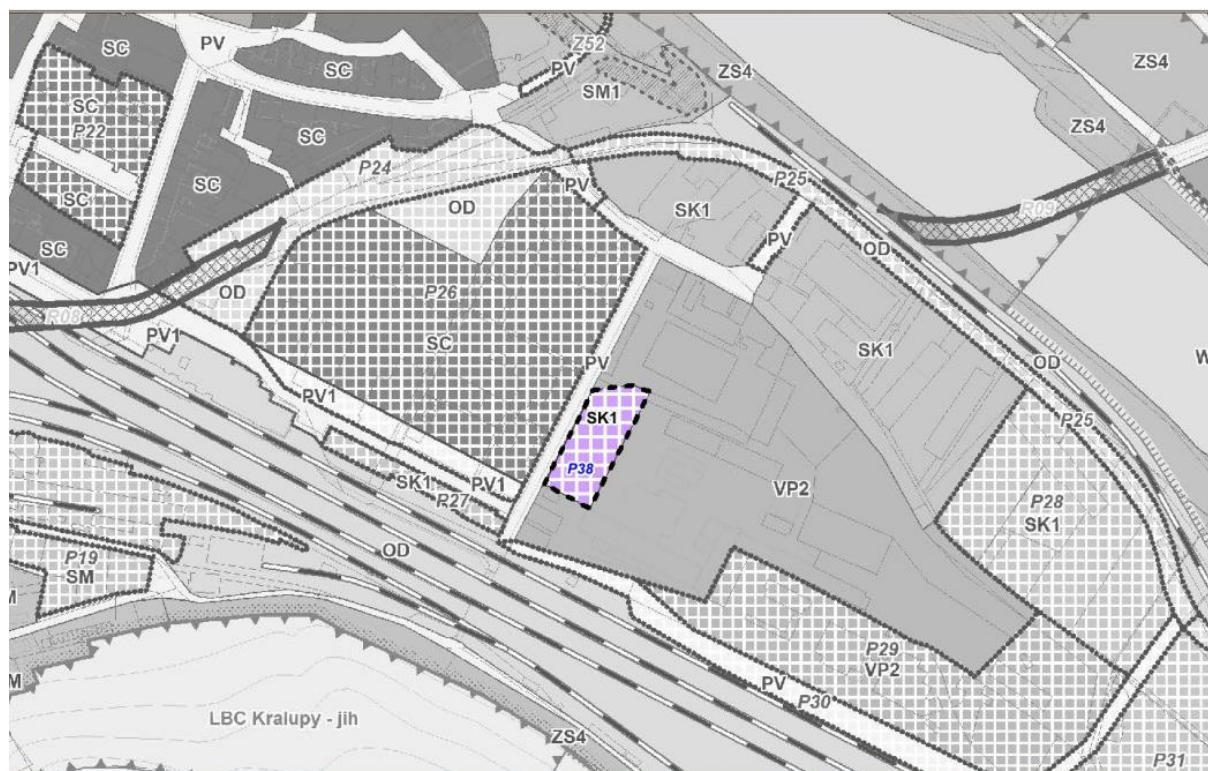 SC
PV
Z52
PV
ZS4
ZS4
SC
SM1
SC
P22
ZS4
SC
P24
P25
SC
PV
SC
OD
SK1
R09
SC
PV
OD
PV1
OD
P26
R08
PV1
SC
SK1
PV
OD
W
PV1
SK1
P25
P38
SK1
PV1
P27
VP2
P28
SK1
OD
P19
SM
M
P29
VP2
M
PV
P30
LBC Kralupy - jih
ZS4
P31